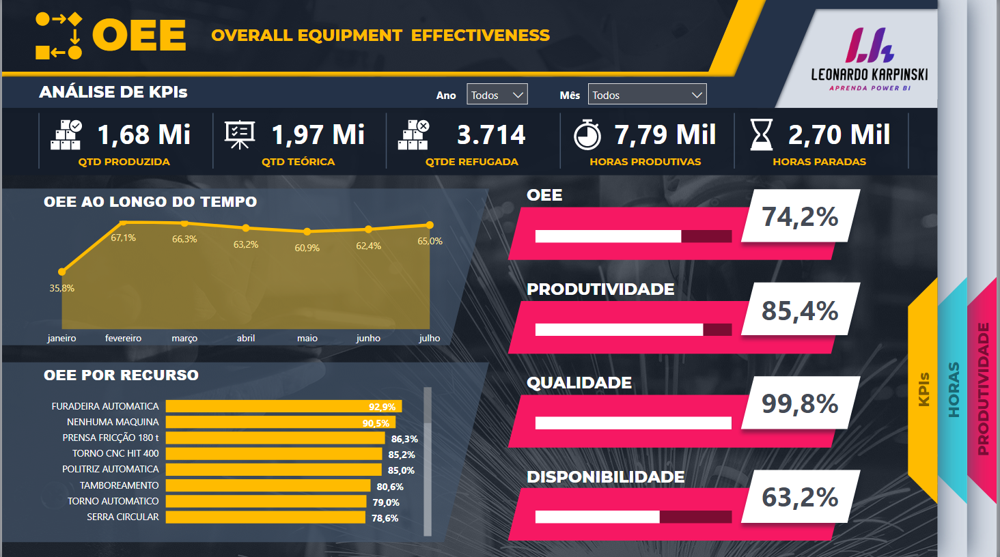 OEE
OVERALL EQUIPMENT EFFECTIVENESS
LEONARDO KARPINSKI
APRENDA POWER BI
ANÁLISE DE KPIs
Ano
Todos
Mês
Todos
1,68 Mi
QTD PRODUZIDA
1,97 Mi
QTD TEÓRICA
3.714
QTDE REFUGADA
7,79 Mil
HORAS PRODUTIVAS
2,70 Mil
HORAS PARADAS
OEE AO LONGO DO TEMPO
35,8%
67,1%
66,3%
63,2%
60,9%
62,4%
65,0%
janeiro
fevereiro
março
abril
maio
junho
julho
OEE POR RECURSO
FURADEIRA AUTOMATICA 92,9%
NENHUMA MAQUINA 90,5%
PRENSA FRICÇÃO 180 t 86,3%
TORNO CNC HIT 400 85,2%
POLITRIZ AUTOMATICA 85,0%
TAMBOREAMENTO 80,6%
TORNO AUTOMATICO 79,0%
SERRA CIRCULAR 78,6%
OEE
74,2%
PRODUTIVIDADE
85,4%
QUALIDADE
99,8%
DISPONIBILIDADE
63,2%
KPIs
HORAS
PRODUTIVIDADE